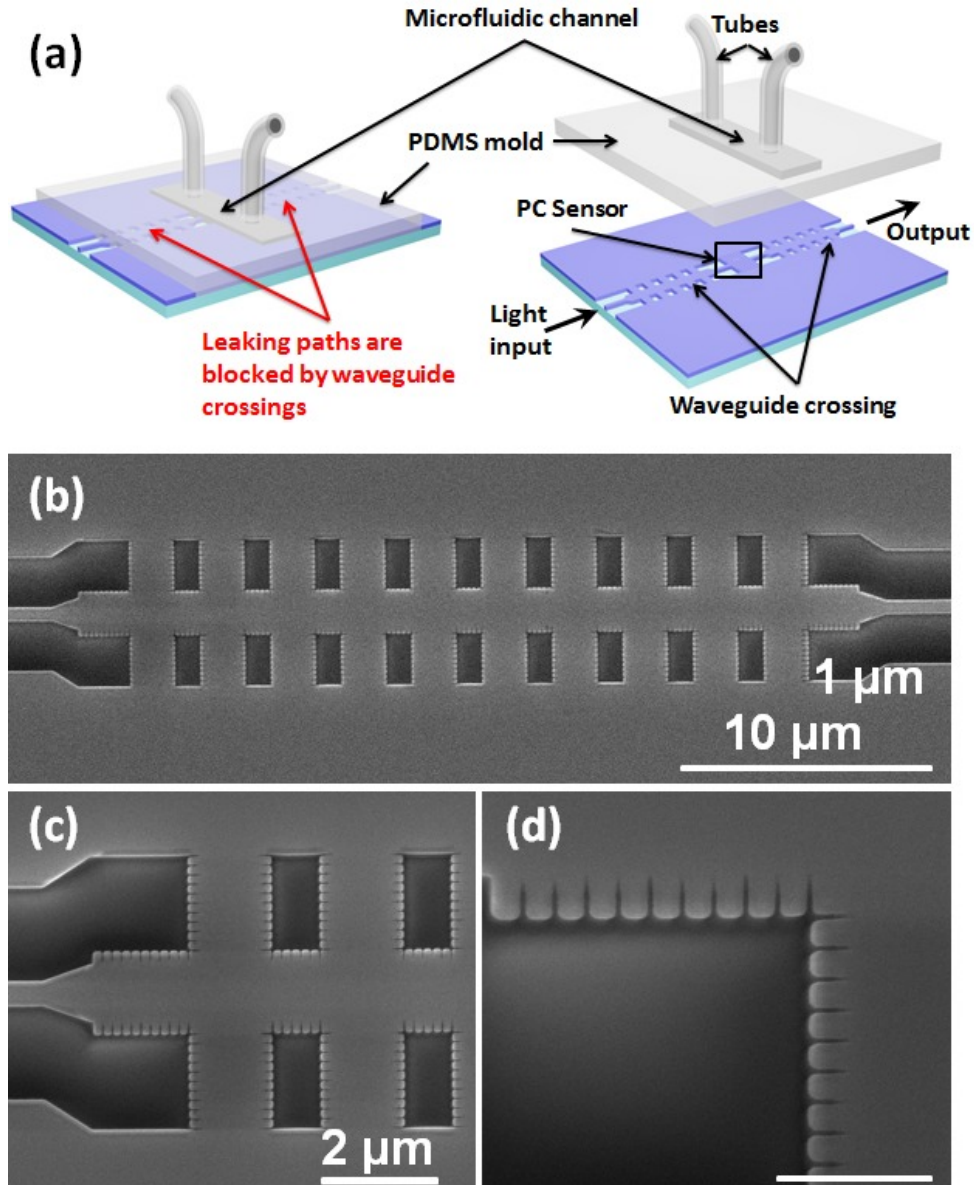 (a)
Microfluidic channel
Tubes
PDMS mold
PC Sensor
Output
Light
input
Leaking paths are
blocked by waveguide
crossings
Waveguide crossing
(b)
1 µm
10 µm
(c)
2 µm
(d)